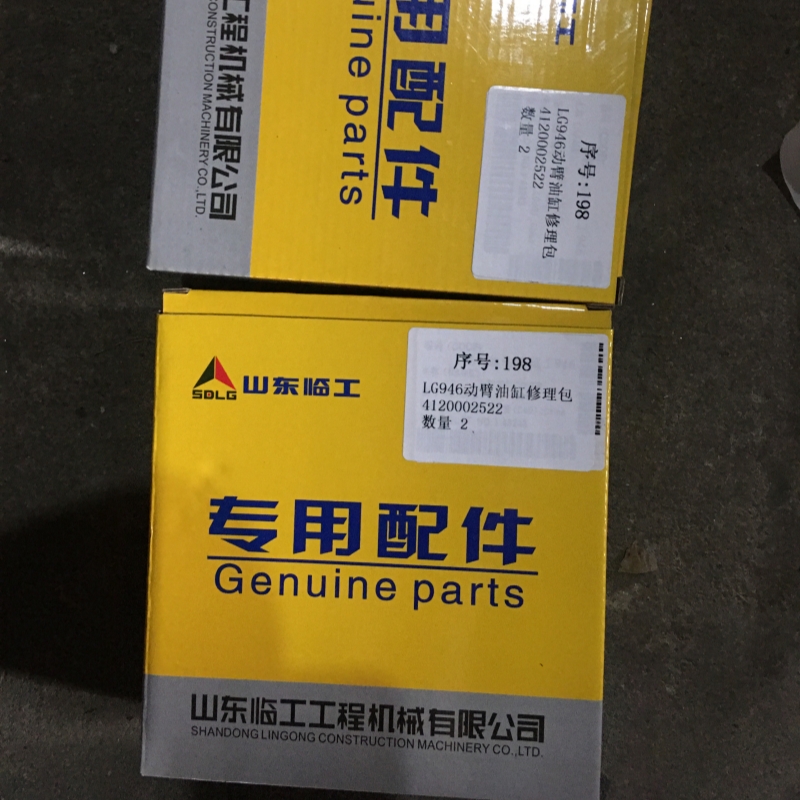 工
用配件
uine parts
工程机械有限公司
CONSTRUCTION MACHINERY CO.,LTD.
序号:198
LG946动臂油缸修理包
4120002522
数量 2
SDLG
山东临工
序号:198
LG946动臂油缸修理包
4120002522
数量 2
专用配件
Genuine parts
山东临工工程机械有限公司
SHANDONG LINGONG CONSTRUCTION MACHINERY CO.,LTD.